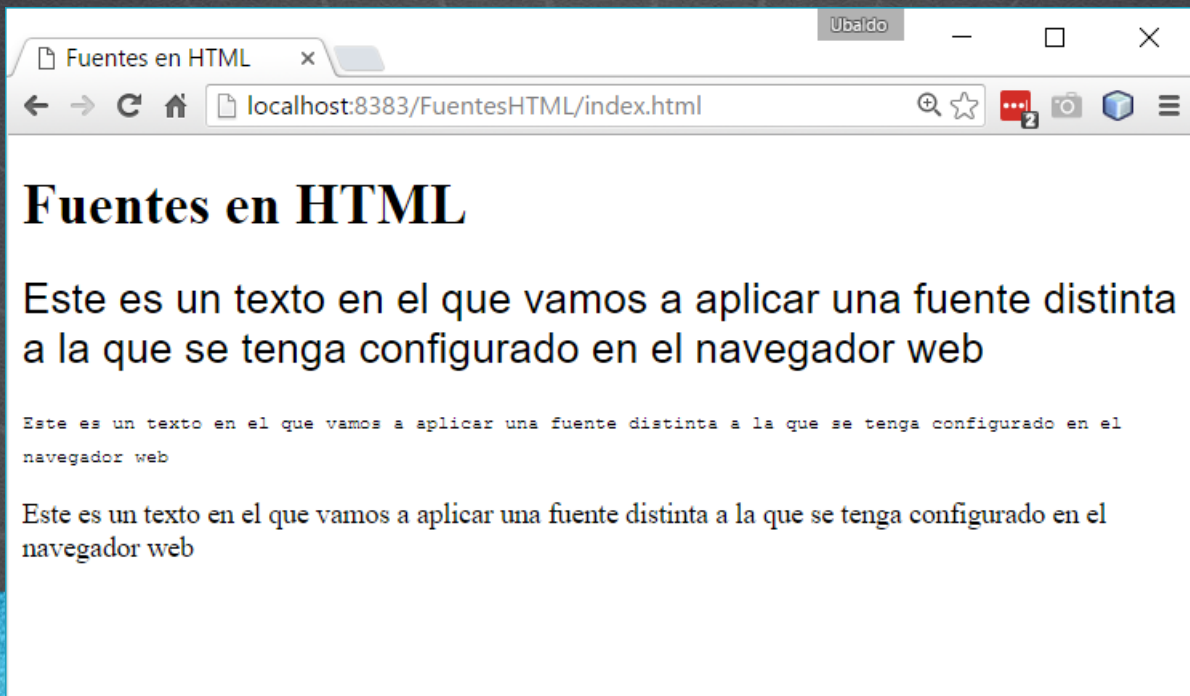 Ubaldo
Fuentes en HTML
localhost:8383/FuentesHTML/index.html
2
Fuentes en HTML
Este es un texto en el que vamos a aplicar una fuente distinta
a la que se tenga configurado en el navegador web
Este es un texto en el que vamos a aplicar una fuente distinta a la que se tenga configurado en el
navegador web
Este es un texto en el que vamos a aplicar una fuente distinta a la que se tenga configurado en el
navegador web